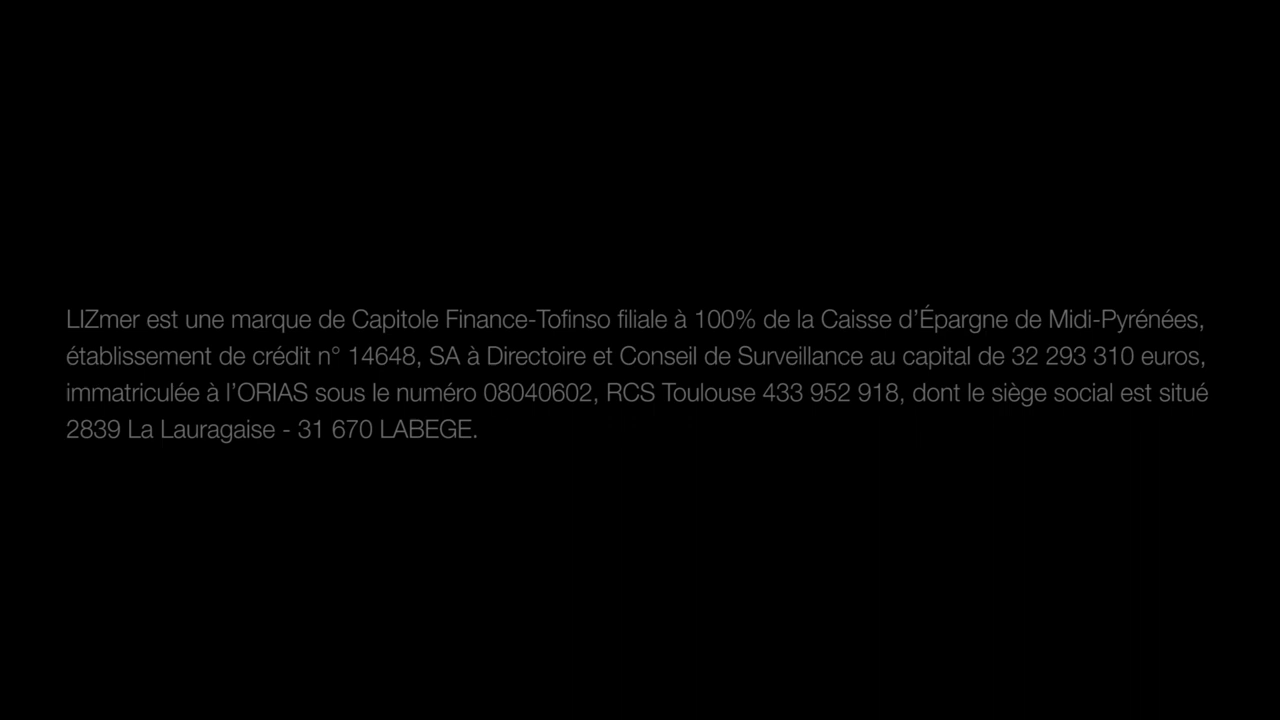 LIZmer est une marque de Capitole Finance-Tofinso filiale à 100% de la Caisse d’Épargne de Midi-Pyrénées,
établissement de crédit n° 14648, SA à Directoire et Conseil de Surveillance au capital de 32 293 310 euros,
immatriculée à l’ORIAS sous le numéro 08040602, RCS Toulouse 433 952 918, dont le siège social est situé
2839 La Lauragaise - 31 670 LABEGE.